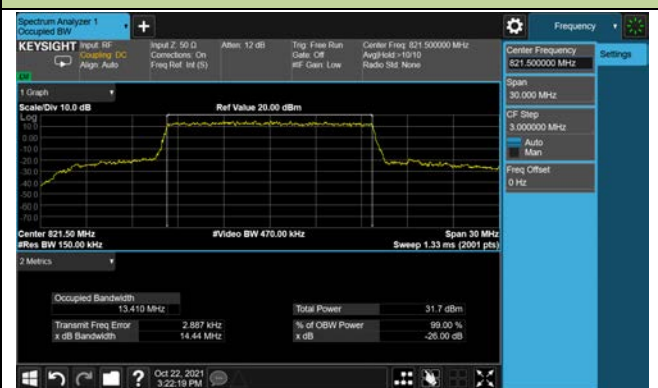 Spectrum Analyzer 1
Occupied BW
Frequency
KEYSIGHT
Input: RF
Coupling: DC
Align: Auto
Input Z: 50 Ω
Corrections: On
Freq Ref: Int (S)
Atten: 12 dB
Trig: Free Run
Gate: Off
#IF Gain: Low
Center Freq: 821.500000 MHz
Avg|Hold:>10/10
Radio Std: None
1 Graph
Scale/Div 10.0 dB
Ref Value 20.00 dBm
Log
10.0
0.00
-10.0
-20.0
-30.0
-40.0
-50.0
-60.0
-70.0
Center 821.50 MHz
#Video BW 470.00 kHz
Span 30 MHz
#Res BW 150.00 kHz
Sweep 1.33 ms (2001 pts)
2 Metrics
Occupied Bandwidth
13.410 MHz
Total Power 31.7 dBm
Transmit Freq Error 2.887 kHz
% of OBW Power 99.00 %
x dB Bandwidth 14.44 MHz
x dB -26.00 dB
Center Frequency
821.500000 MHz
Settings
Span
30.000 MHz
CF Step
3.000000 MHz
Auto
Man
Freq Offset
0 Hz
Oct 22, 2021
3:22:19 PM